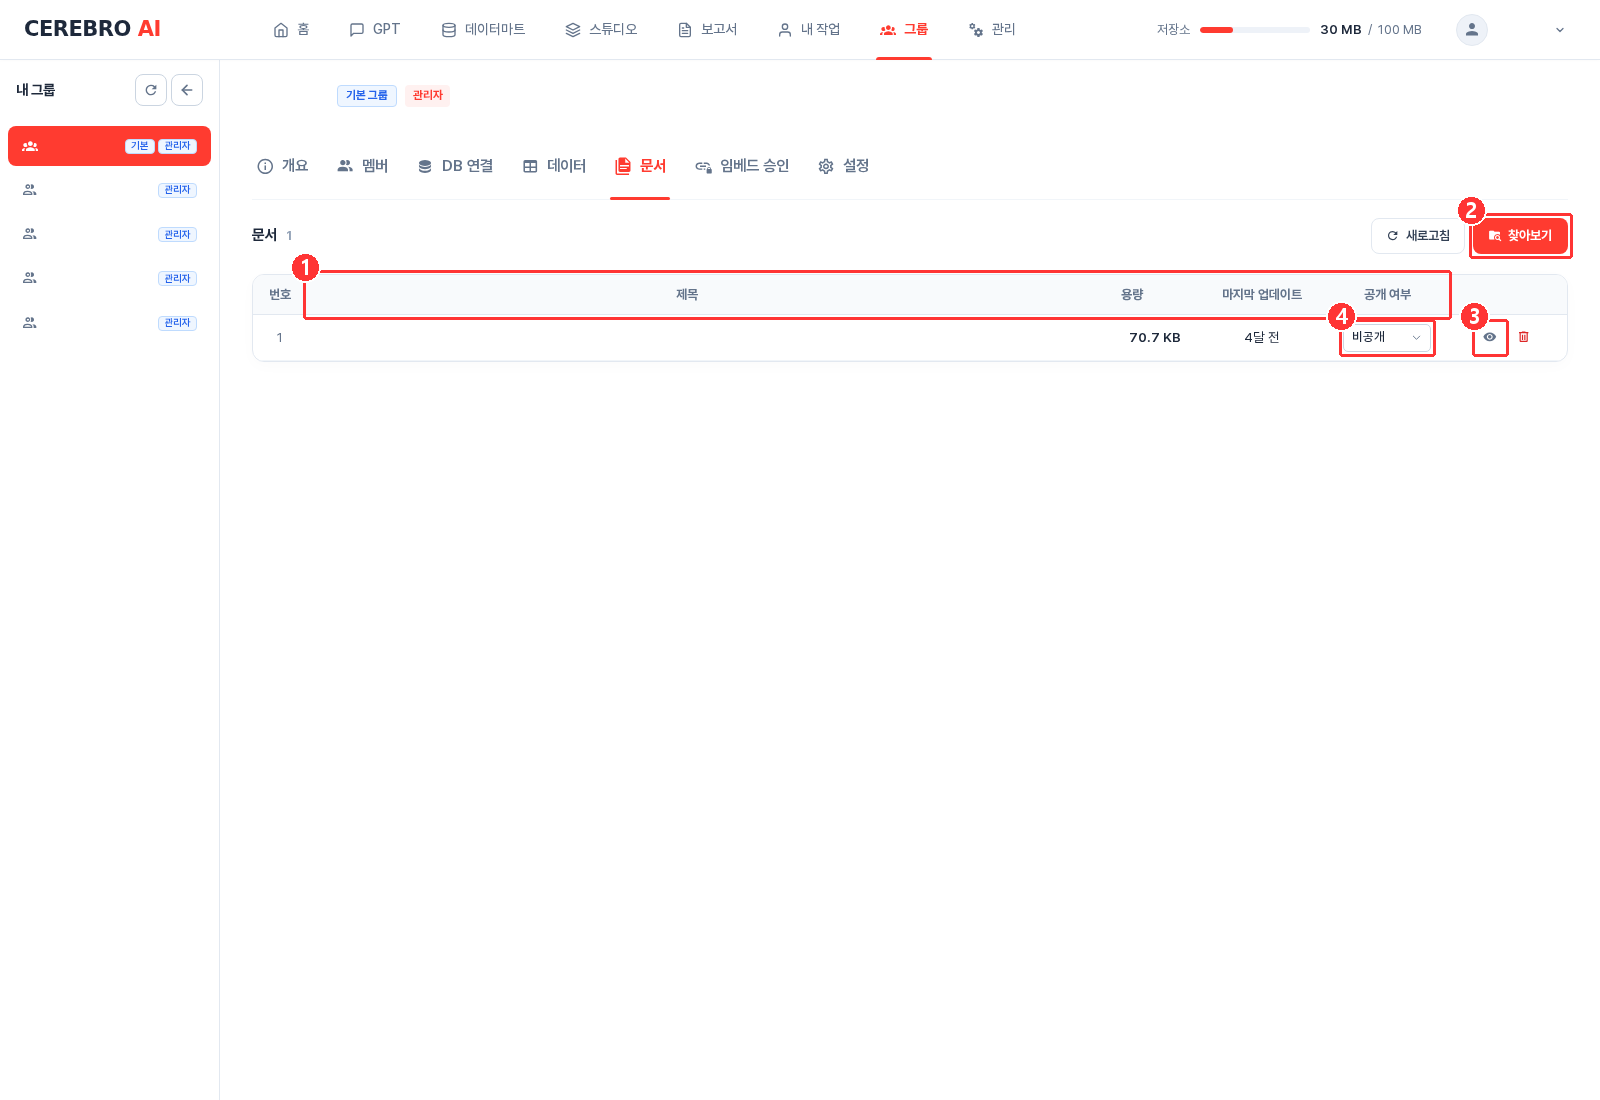 CEREBRO AI
홈
GPT
데이터마트
스튜디오
보고서
내 작업
그룹
관리
저장소
30 MB / 100 MB
내 그룹
기본 관리자
관리자
관리자
관리자
관리자
기본 그룹
관리자
개요
멤버
DB 연결
데이터
문서
임베드 승인
설정
문서 1
새로고침
2
찾아보기
1
번호
제목
용량
마지막 업데이트
공개 여부
1
70.7 KB
4달 전
4
비공개
3